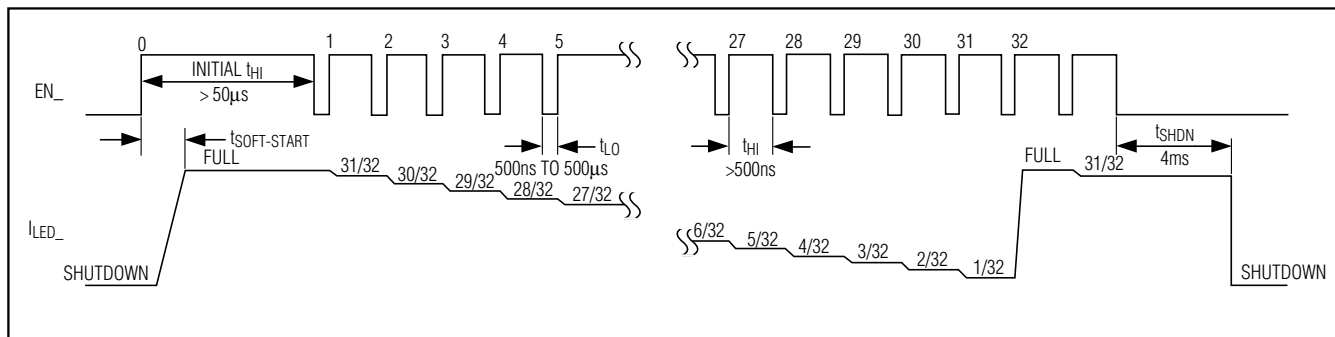 0 1 2 3 4 5 27 28 29 30 31 32
INITIAL tHI
> 50µs
EN_
tSOFT-START
tLO
500ns TO 500µs
tHI
>500ns
tSHDN
4ms
FULL 31/32 30/32 29/32 28/32 27/32
6/32 5/32 4/32 3/32 2/32 1/32
FULL 31/32
ILED_
SHUTDOWN
SHUTDOWN